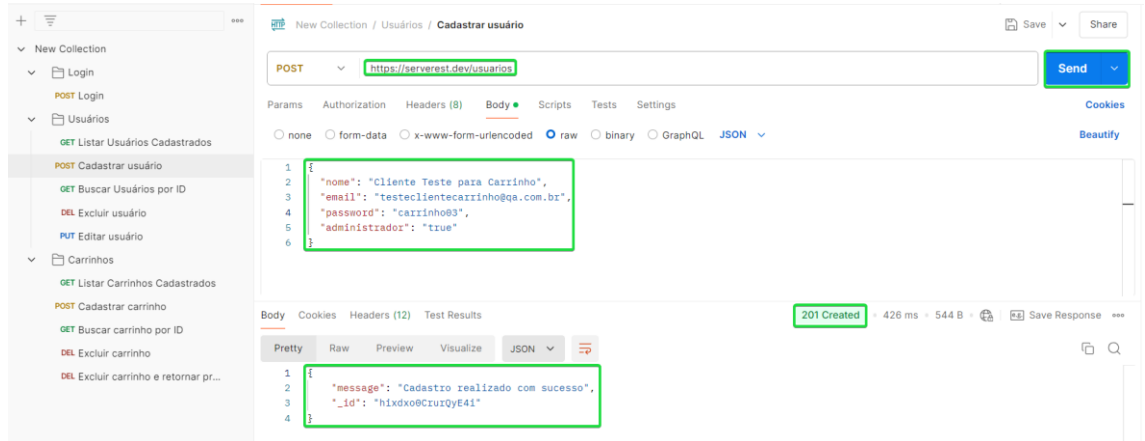 New Collection / Usuários / Cadastrar usuário
Save
Share
New Collection
Login
POST Login
Usuários
GET Listar Usuários Cadastrados
POST Cadastrar usuário
GET Buscar Usuários por ID
DEL Excluir usuário
PUT Editar usuário
Carrinhos
GET Listar Carrinhos Cadastrados
POST Cadastrar carrinho
GET Buscar carrinho por ID
DEL Excluir carrinho
DEL Excluir carrinho e retornar pr...
POST https://serverest.dev/usuarios Send
Params Authorization Headers (8) Body Scripts Tests Settings Cookies
none form-data x-www-form-urlencoded raw binary GraphQL JSON Beautify
1 {
2 "nome": "Cliente Teste para Carrinho",
3 "email": "testeclientecarrinho@qa.com.br",
4 "password": "carrinho03",
5 "administrador": "true"
6 }
Body Cookies Headers (12) Test Results 201 Created 426 ms 544 B Save Response
Pretty Raw Preview Visualize JSON
1 {
2 "message": "Cadastro realizado com sucesso",
3 "_id": "hixdxo0CrurQyE4i"
4 }